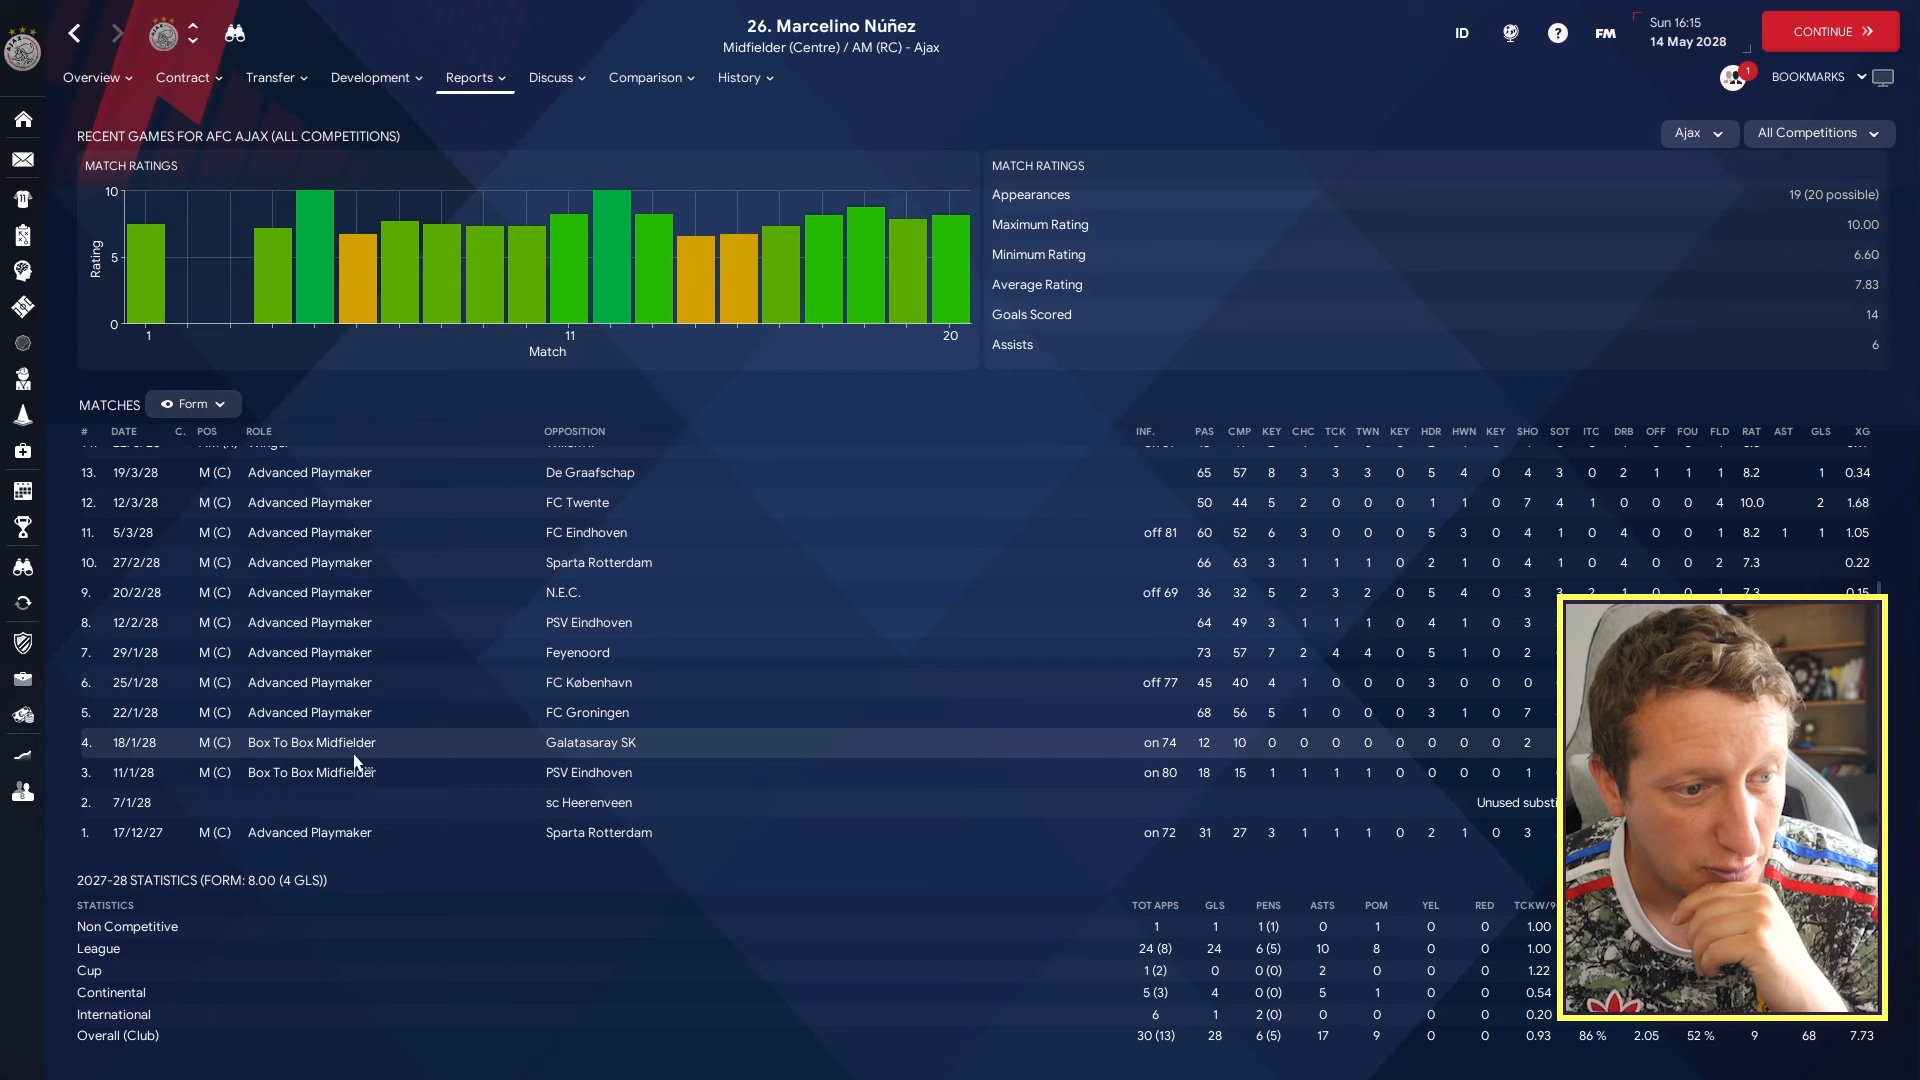 26. Marcelino Núñez
Midfielder (Centre) / AM (RC) - Ajax
ID
?
FM
Sun 16:15
14 May 2028
CONTINUE
Overview
Contract
Transfer
Development
Reports
Discuss
Comparison
History
1
BOOKMARKS
RECENT GAMES FOR AFC AJAX (ALL COMPETITIONS)
Ajax
All Competitions
MATCH RATINGS
10
5
0
Rating
1
11
20
Match
MATCH RATINGS
Appearances 19 (20 possible)
Maximum Rating 10.00
Minimum Rating 6.60
Average Rating 7.83
Goals Scored 14
Assists 6
MATCHES
Form
# DATE C. POS ROLE OPPOSITION INF. PAS CMP KEY CHC TCK TWN KEY HDR HWN KEY SHO SOT ITC DRB OFF FOU FLD RAT AST GLS XG
13. 19/3/28 M (C) Advanced Playmaker De Graafschap 65 57 8 3 3 3 0 5 4 0 4 3 0 2 1 1 1 8.2 1 0.34
12. 12/3/28 M (C) Advanced Playmaker FC Twente 50 44 5 2 0 0 0 1 1 0 7 4 1 0 0 0 4 10.0 2 1.68
11. 5/3/28 M (C) Advanced Playmaker FC Eindhoven off 81 60 52 6 3 0 0 0 5 3 0 4 1 0 4 0 0 1 8.2 1 1 1.05
10. 27/2/28 M (C) Advanced Playmaker Sparta Rotterdam 66 63 3 1 1 1 0 2 1 0 4 1 0 4 0 0 2 7.3 0.22
9. 20/2/28 M (C) Advanced Playmaker N.E.C. off 69 36 32 5 2 3 2 0 5 4 0 3 3 2 1 0 0 1 7.3 0.15
8. 12/2/28 M (C) Advanced Playmaker PSV Eindhoven 64 49 3 1 1 1 0 4 1 0 3
7. 29/1/28 M (C) Advanced Playmaker Feyenoord 73 57 7 2 4 4 0 5 1 0 2
6. 25/1/28 M (C) Advanced Playmaker FC København off 77 45 40 4 1 0 0 0 3 0 0 0
5. 22/1/28 M (C) Advanced Playmaker FC Groningen 68 56 5 1 0 0 0 3 1 0 7
4. 18/1/28 M (C) Box To Box Midfielder Galatasaray SK on 74 12 10 0 0 0 0 0 0 0 0 2
3. 11/1/28 M (C) Box To Box Midfielder PSV Eindhoven on 80 18 15 1 1 1 1 0 0 0 0 1
2. 7/1/28 sc Heerenveen Unused substi
1. 17/12/27 M (C) Advanced Playmaker Sparta Rotterdam on 72 31 27 3 1 1 1 0 2 1 0 3
2027-28 STATISTICS (FORM: 8.00 (4 GLS))
STATISTICS TOT APPS GLS PENS ASTS POM YEL RED TCKW/9
Non Competitive 1 1 1 (1) 0 1 0 0 1.00
League 24 (8) 24 6 (5) 10 8 0 0 1.00
Cup 1 (2) 0 0 (0) 2 0 0 0 1.22
Continental 5 (3) 4 0 (0) 5 1 0 0 0.54
International 6 1 2 (0) 0 0 0 0 0.20
Overall (Club) 30 (13) 28 6 (5) 17 9 0 0 0.93 86 % 2.05 52 % 9 68 7.73